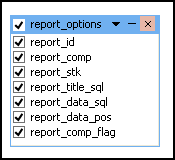 report_options
report_id
report_comp
report_stk
report_title_sql
report_data_sql
report_data_pos
report_comp_flag